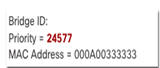 Bridge ID:
Priority = 24577
MAC Address = 000A00333333